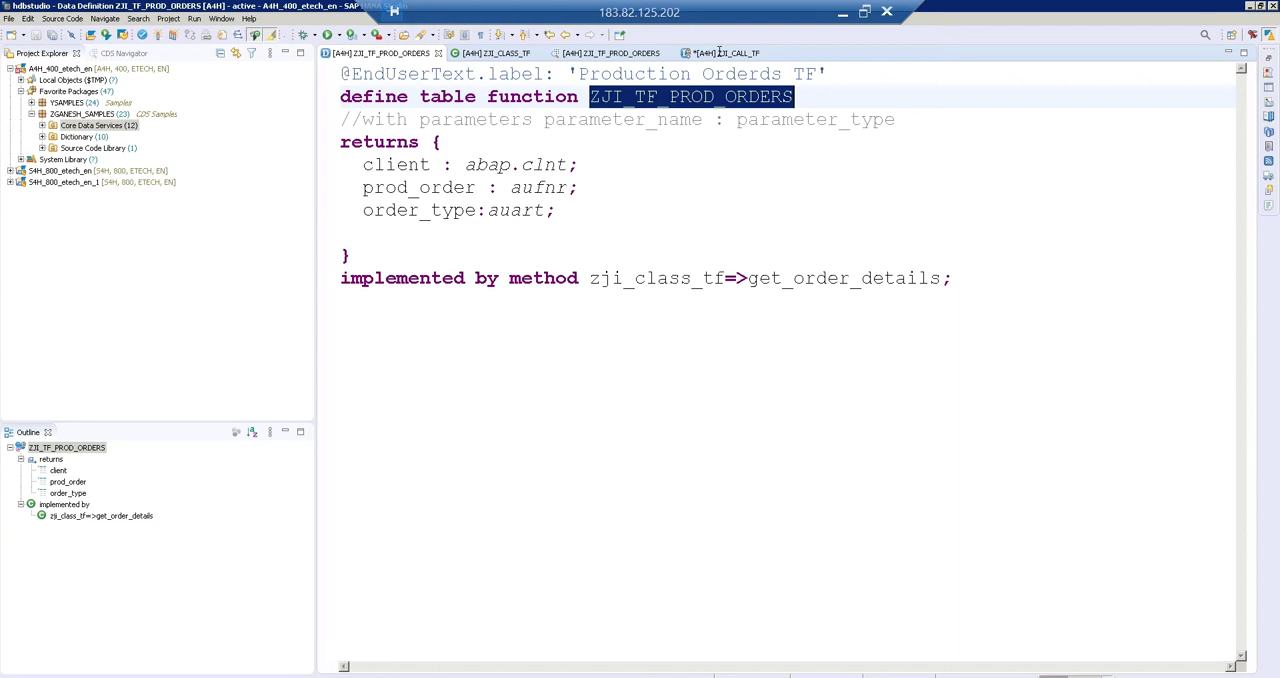 hdbstudio - Data Definition ZJI_TF_PROD_ORDERS [A4H] - active - A4H_400_etech_en - SAP HANA Studio
183.82.125.202
File Edit Source Code Navigate Search Project Run Window Help
Project Explorer CDS Navigator
[A4H] ZJI_TF_PROD_ORDERS [A4H] ZJI_CLASS_TF [A4H] ZJI_TF_PROD_ORDERS *[A4H] ZJI_CALL_TF
A4H_400_etech_en [A4H, 400, ETECH, EN]
Local Objects ($TMP) (?)
Favorite Packages (47)
YSAMPLES (24) Samples
ZGANESH_SAMPLES (23) CDS Samples
Core Data Services (12)
Dictionary (10)
Source Code Library (1)
System Library (?)
S4H_800_etech_en [S4H, 800, ETECH, EN]
S4H_800_etech_en_1 [S4H, 800, ETECH, EN]
@EndUserText.label: 'Production Orderds TF'
define table function ZJI_TF_PROD_ORDERS
//with parameters parameter_name : parameter_type
returns {
client : abap.clnt;
prod_order : aufnr;
order_type:auart;
}
implemented by method zji_class_tf=>get_order_details;
Outline
ZJI_TF_PROD_ORDERS
returns
client
prod_order
order_type
implemented by
zji_class_tf=>get_order_details